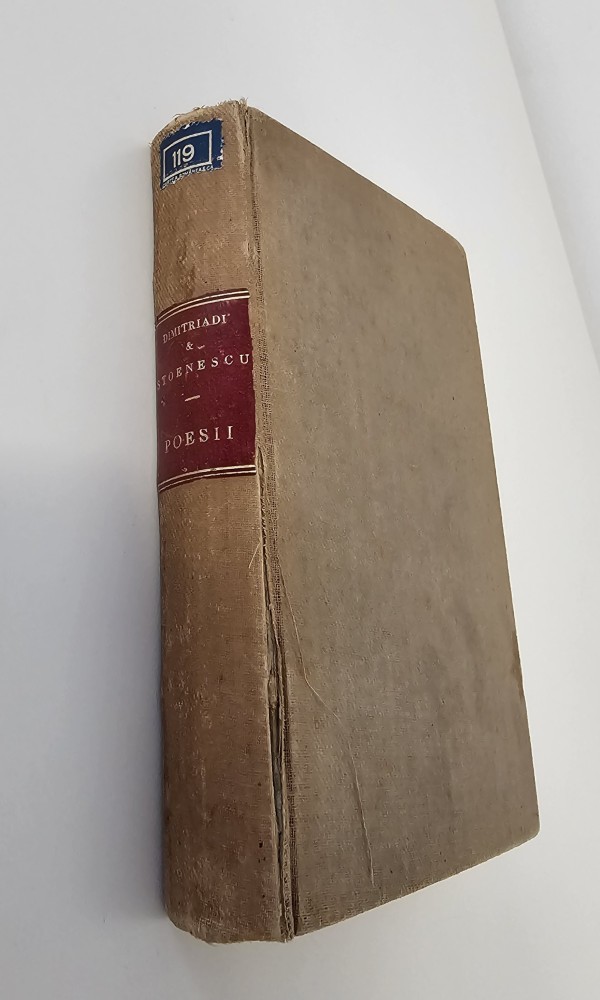 119
DIMITRIADI
&
STOENESCU
POESII